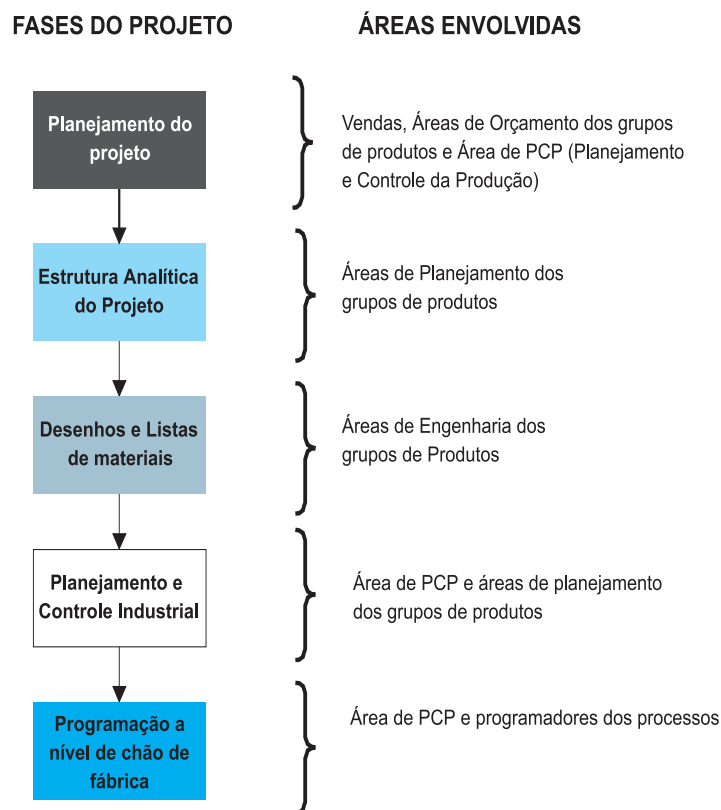 FASES DO PROJETO
ÁREAS ENVOLVIDAS
Planejamento do
projeto
Vendas, Áreas de Orçamento dos grupos
de produtos e Área de PCP (Planejamento
e Controle da Produção)
Estrutura Analítica
do Projeto
Áreas de Planejamento dos
grupos de produtos
Desenhos e Listas
de materiais
Áreas de Engenharia dos
grupos de Produtos
Planejamento e
Controle Industrial
Área de PCP e áreas de planejamento
dos grupos de produtos
Programação a
nível de chão de
fábrica
Área de PCP e programadores dos processos